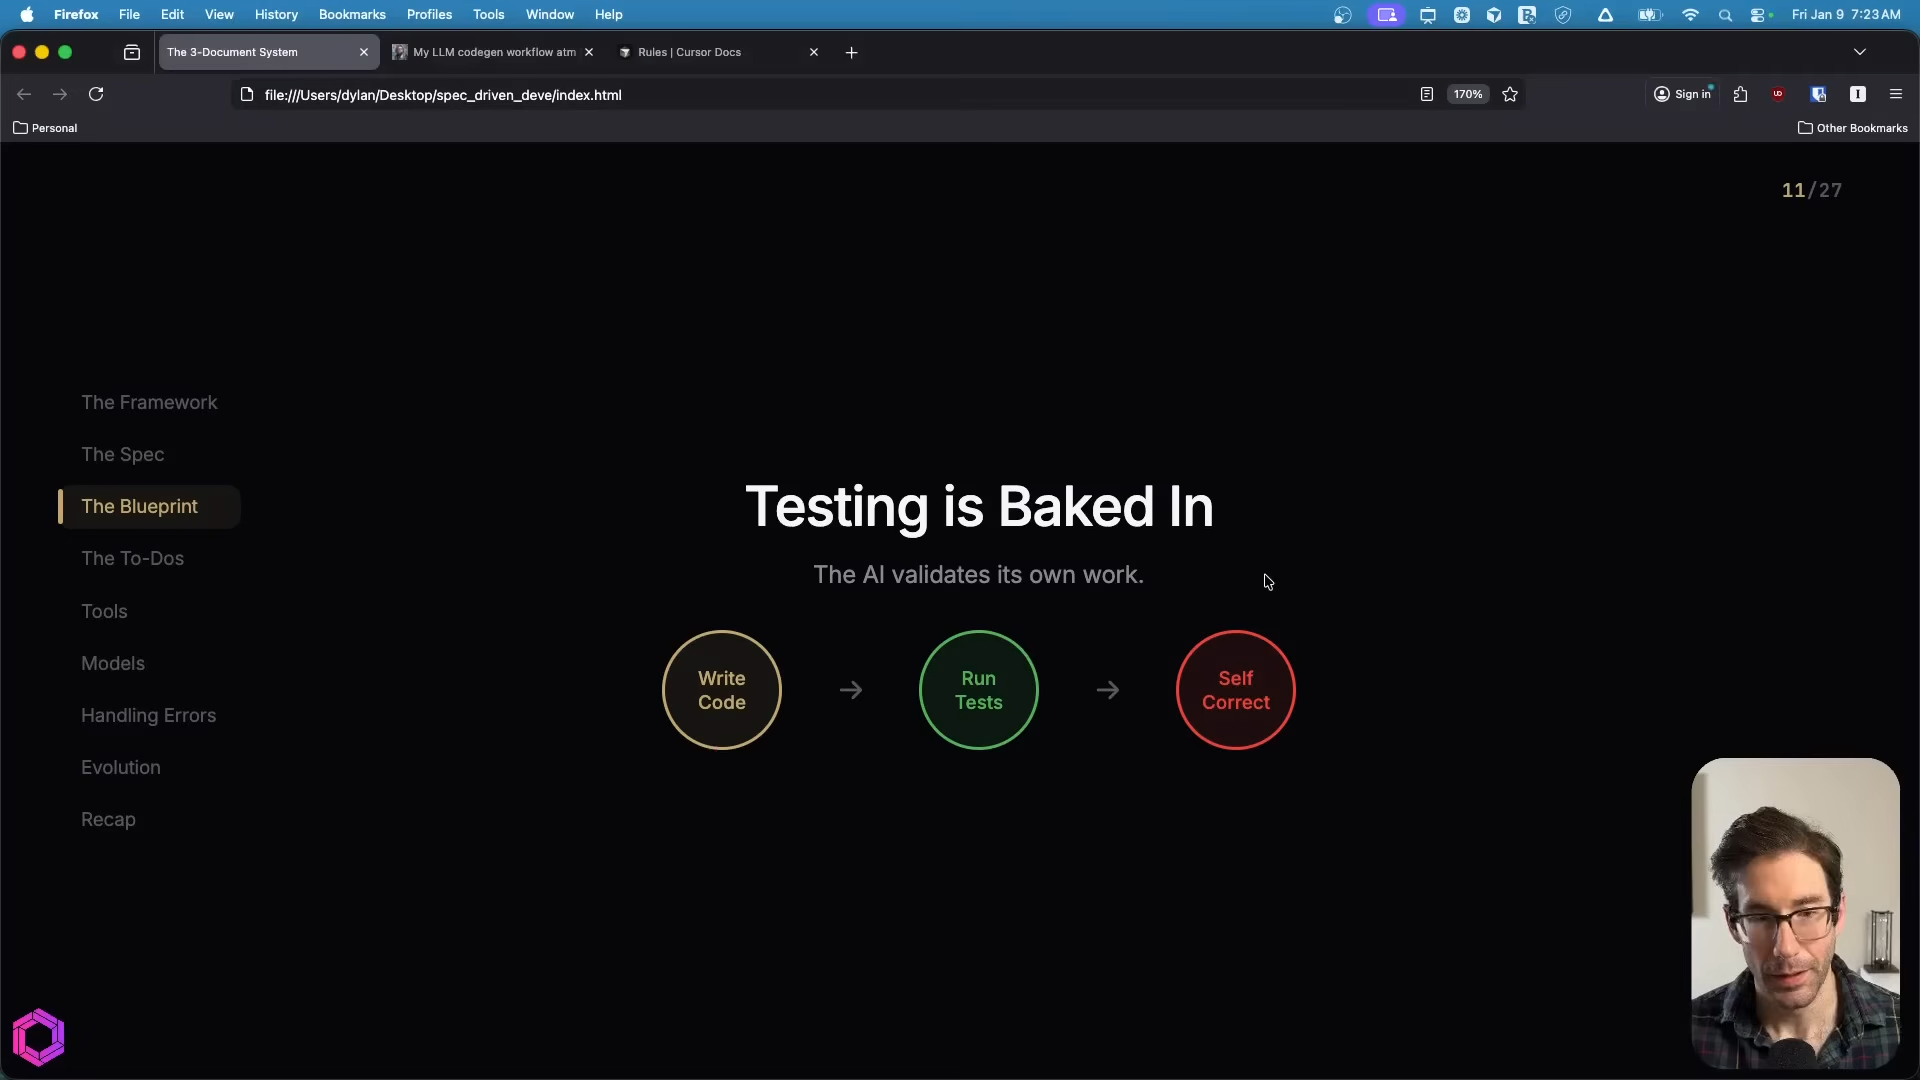 Firefox File Edit View History Bookmarks Profiles Tools Window Help Fri Jan 9 7:23 AM
The 3-Document System My LLM codegen workflow atm Rules | Cursor Docs
file:///Users/dylan/Desktop/spec_driven_deve/index.html 170% Sign in
Personal Other Bookmarks
11/27
The Framework
The Spec
The Blueprint
The To-Dos
Tools
Models
Handling Errors
Evolution
Recap
Testing is Baked In
The AI validates its own work.
Write
Code
Run
Tests
Self
Correct